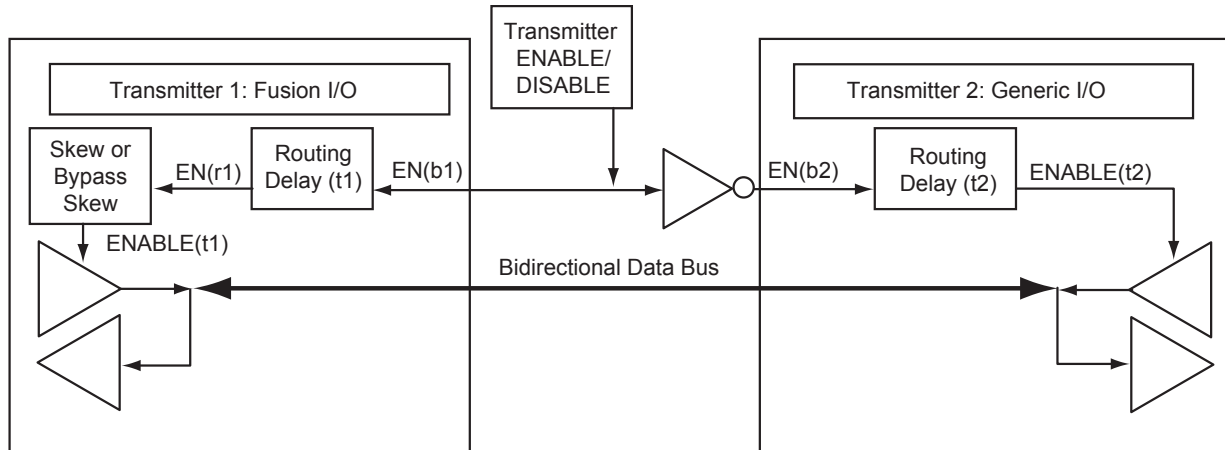 Transmitter
ENABLE/
DISABLE
Transmitter 1: Fusion I/O
Transmitter 2: Generic I/O
Skew or
Bypass
Skew
EN(r1)
Routing
Delay (t1)
EN(b1)
EN(b2)
Routing
Delay (t2)
ENABLE(t2)
ENABLE(t1)
Bidirectional Data Bus